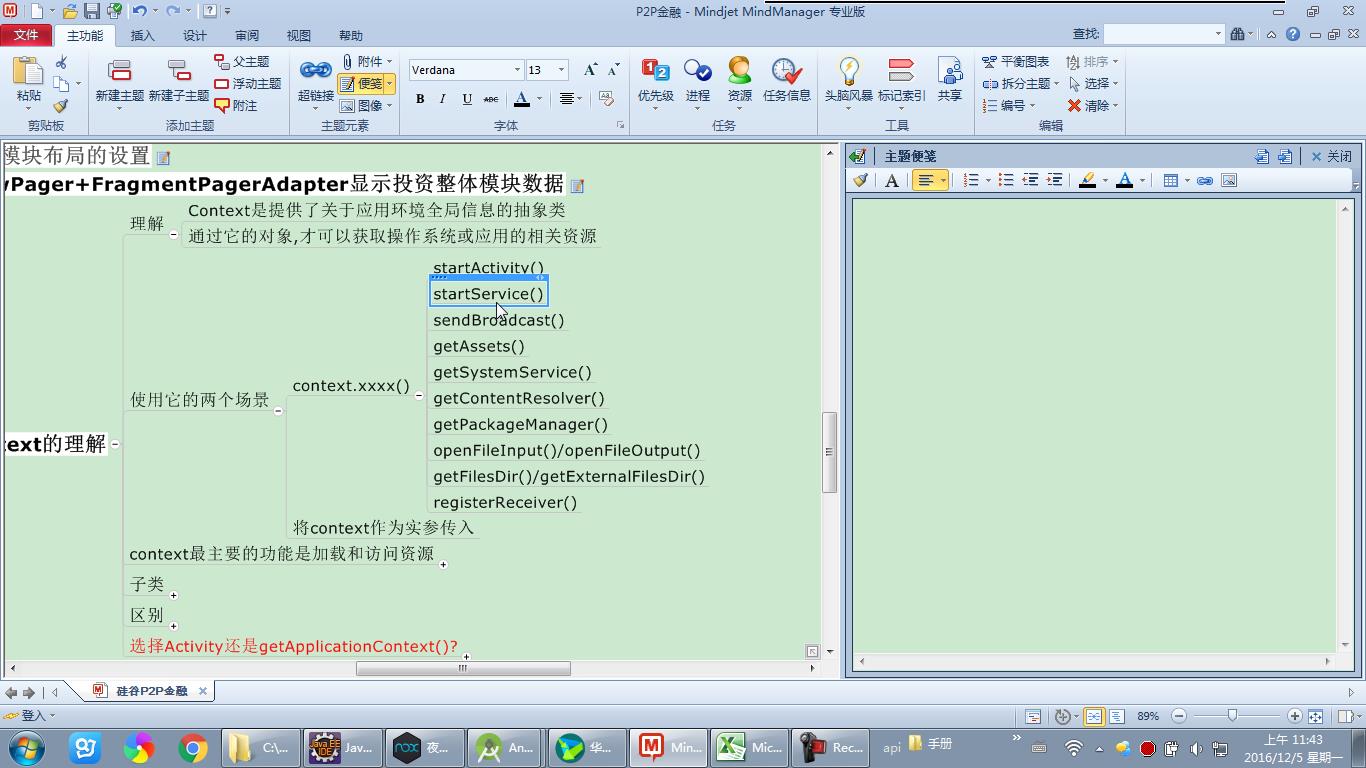 P2P金融 - Mindjet MindManager 专业版
文件 主功能 插入 设计 审阅 视图 帮助 查找:
粘贴 新建主题 新建子主题 父主题 浮动主题 附注 超链接 附件 便笺 图像 Verdana 13 优先级 进程 资源 任务信息 头脑风暴 标记索引 共享 平衡图表 拆分主题 编号 排序 选择 清除
B I U ABC A
剪贴板 添加主题 主题元素 字体 任务 工具 编辑
模块布局的设置
Pager+FragmentPagerAdapter显示投资整体模块数据
理解
Context是提供了关于应用环境全局信息的抽象类
通过它的对象,才可以获取操作系统或应用的相关资源
text的理解
使用它的两个场景
context.xxxx()
startActivity()
startService()
sendBroadcast()
getAssets()
getSystemService()
getContentResolver()
getPackageManager()
openFileInput()/openFileOutput()
getFilesDir()/getExternalFilesDir()
registerReceiver()
将context作为实参传入
context最主要的功能是加载和访问资源
子类
区别
选择Activity还是getApplicationContext()?
主题便笺 关闭
硅谷P2P金融
登入 89%
C:\... Jav... 夜... An... 华... Min... Mic... Rec... api 手册
上午 11:43
2016/12/5 星期一